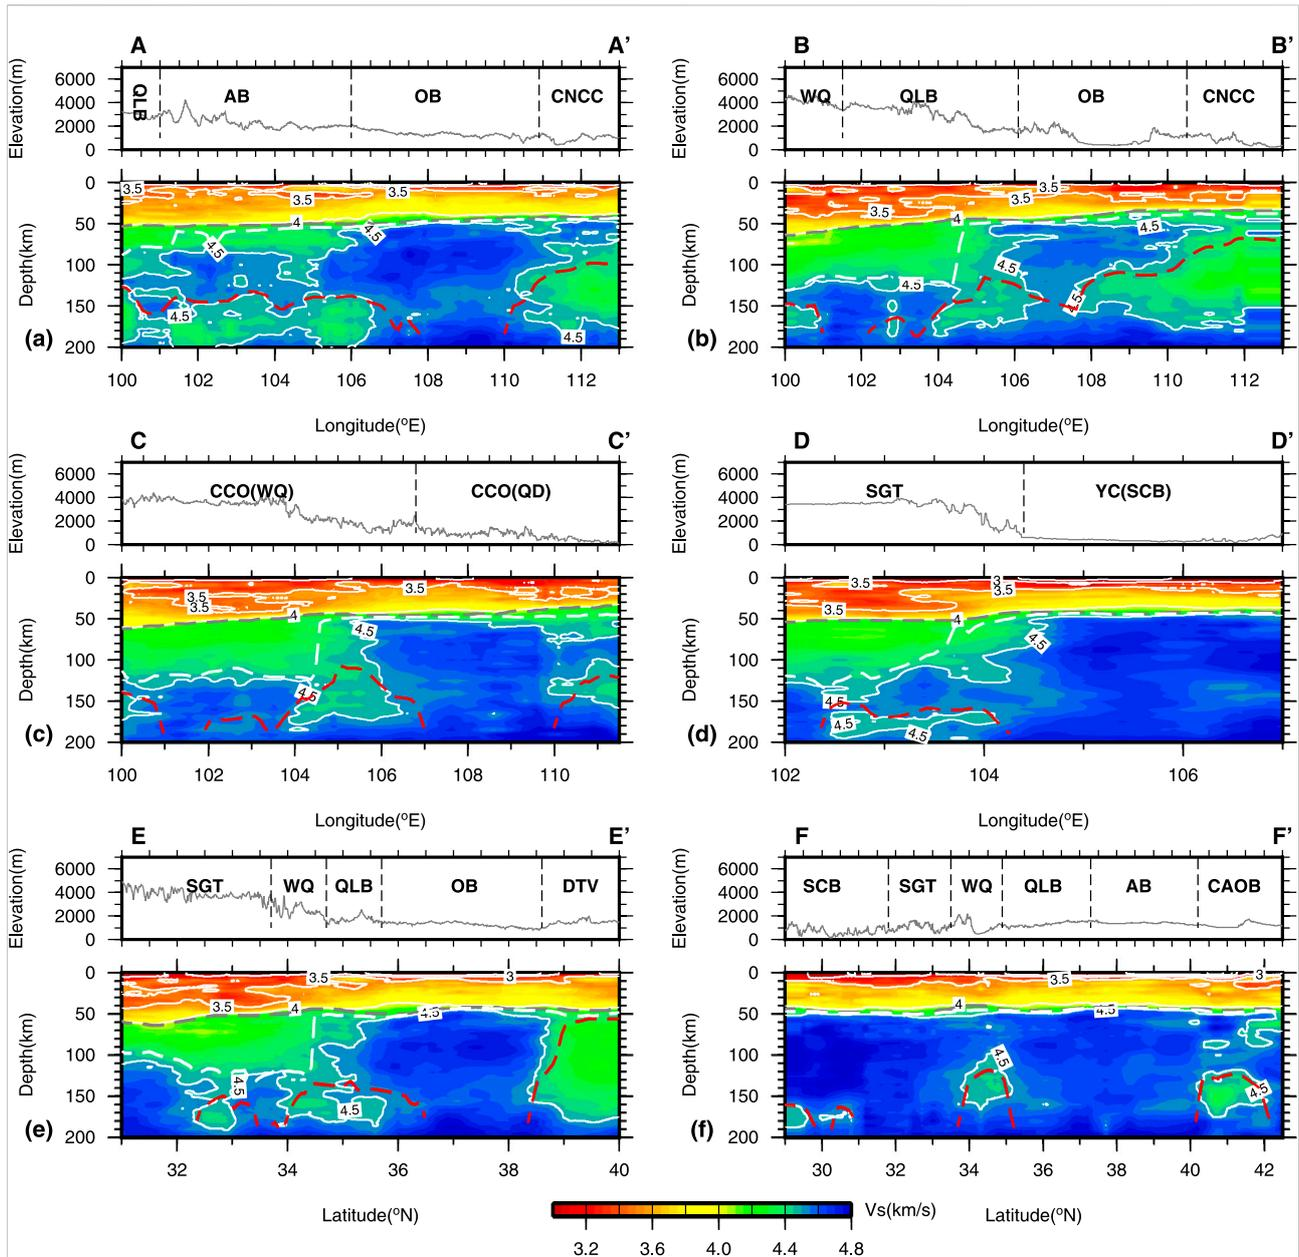 A A' B B'
Elevation(m) 6000 4000 2000 0 QLB AB OB CNCC
Elevation(m) 6000 4000 2000 0 WQ QLB OB CNCC
Depth(km) 0 50 100 150 200 3.5 3.5 3.5 4 4.5 4.5 4.5 4.5
(a)
100 102 104 106 108 110 112
Longitude(ºE)
Depth(km) 0 50 100 150 200 3.5 3.5 3.5 4 4.5 4.5 4.5 4.5
(b)
100 102 104 106 108 110 112
Longitude(ºE)
C C' D D'
Elevation(m) 6000 4000 2000 0 CCO(WQ) CCO(QD)
Elevation(m) 6000 4000 2000 0 SGT YC(SCB)
Depth(km) 0 50 100 150 200 3.5 3.5 3.5 4 4.5 4.5
(c)
100 102 104 106 108 110
Longitude(ºE)
Depth(km) 0 50 100 150 200 3.5 3 3.5 3.5 4 4.5 4.5 4.5 4.5
(d)
102 104 106
Longitude(ºE)
E E' F F'
Elevation(m) 6000 4000 2000 0 SGT WQ QLB OB DTV
Elevation(m) 6000 4000 2000 0 SCB SGT WQ QLB AB CAOB
Depth(km) 0 50 100 150 200 3.5 3 3.5 4 4.5 4.5 4.5
(e)
32 34 36 38 40
Latitude(ºN)
Depth(km) 0 50 100 150 200 3.5 3 4 4.5 4.5 4.5
(f)
30 32 34 36 38 40 42
Longitude(ºN)
Vs(km/s)
3.2 3.6 4.0 4.4 4.8